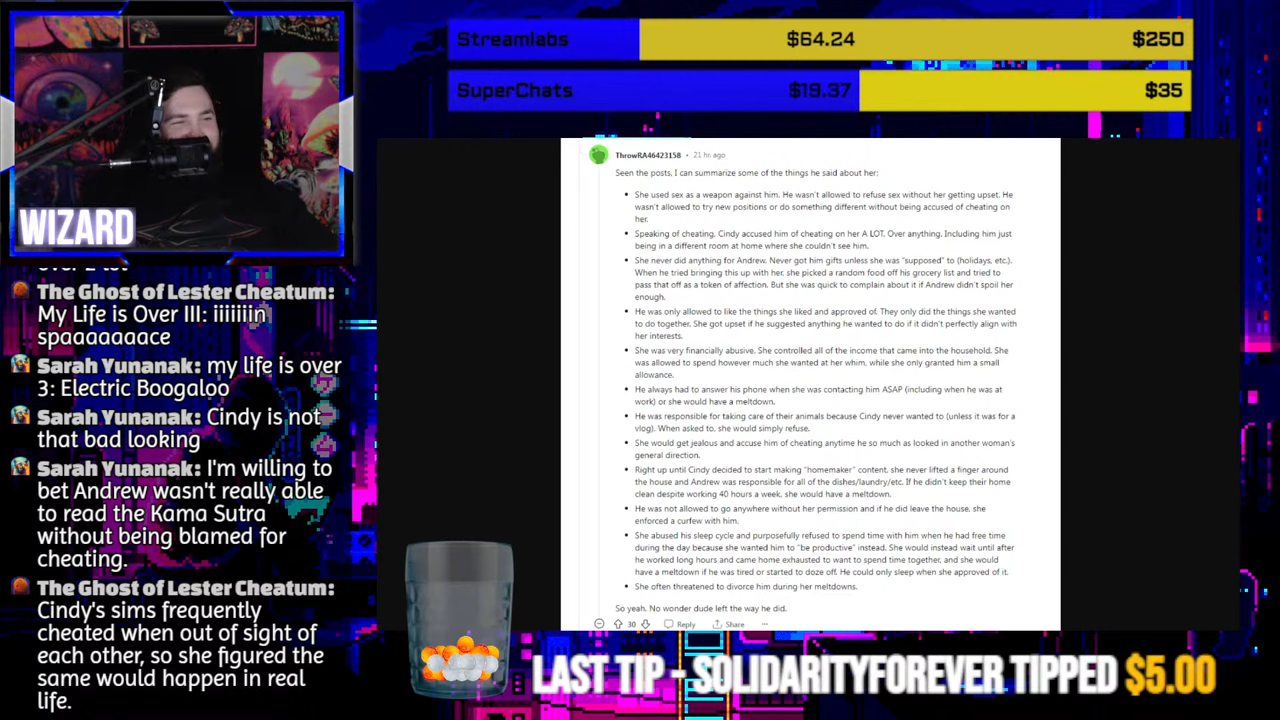 Streamlabs $64.24 $250
SuperChats $19.37 $35
WIZARD
The Ghost of Lester Cheatum:
My Life is Over III: iiiiiiin
spaaaaaaace
Sarah Yunanak: my life is over
3: Electric Boogaloo
Sarah Yunanak: Cindy is not
that bad looking
Sarah Yunanak: I'm willing to
bet Andrew wasn't really able
to read the Kama Sutra
without being blamed for
cheating.
The Ghost of Lester Cheatum:
Cindy's sims frequently
cheated when out of sight of
each other, so she figured the
same would happen in real
life.
ThrowRA46423158 • 21 hr. ago
Seen the posts, I can summarize some of the things he said about her:
• She used sex as a weapon against him. He wasn't allowed to refuse sex without her getting upset. He
wasn't allowed to try new positions or do something different without being accused of cheating on
her.
• Speaking of cheating, Cindy accused him of cheating on her A LOT. Over anything. Including him just
being in a different room at home where she couldn't see him.
• She never did anything for Andrew. Never got him gifts unless she was "supposed" to (holidays, etc.).
When he tried bringing this up with her, she picked a random food off his grocery list and tried to
pass that off as a token of affection. But she was quick to complain about it if Andrew didn't spoil her
enough.
• He was only allowed to like the things she liked and approved of. They only did the things she wanted
to do together. She got upset if he suggested anything he wanted to do if it didn't perfectly align with
her interests.
• She was very financially abusive. She controlled all of the income that came into the household. She
was allowed to spend however much she wanted at her whim, while she only granted him a small
allowance.
• He always had to answer his phone when she was contacting him ASAP (including when he was at
work) or she would have a meltdown.
• He was responsible for taking care of their animals because Cindy never wanted to (unless it was for a
vlog). When asked to, she would simply refuse.
• She would get jealous and accuse him of cheating anytime he so much as looked in another woman's
general direction.
• Right up until Cindy decided to start making "homemaker" content, she never lifted a finger around
the house and Andrew was responsible for all of the dishes/laundry/etc. If he didn't keep their home
clean despite working 40 hours a week, she would have a meltdown.
• He was not allowed to go anywhere without her permission and if he did leave the house, she
enforced a curfew with him.
• She abused his sleep cycle and purposefully refused to spend time with him when he had free time
during the day because she wanted him to "be productive" instead. She would instead wait until after
he worked long hours and came home exhausted to want to spend time together, and she would
have a meltdown if he was tired or started to doze off. He could only sleep when she approved of it.
• She often threatened to divorce him during her meltdowns.
So yeah. No wonder dude left the way he did.
30 Reply Share ...
LAST TIP - SOLIDARITYFOREVER TIPPED $5.00